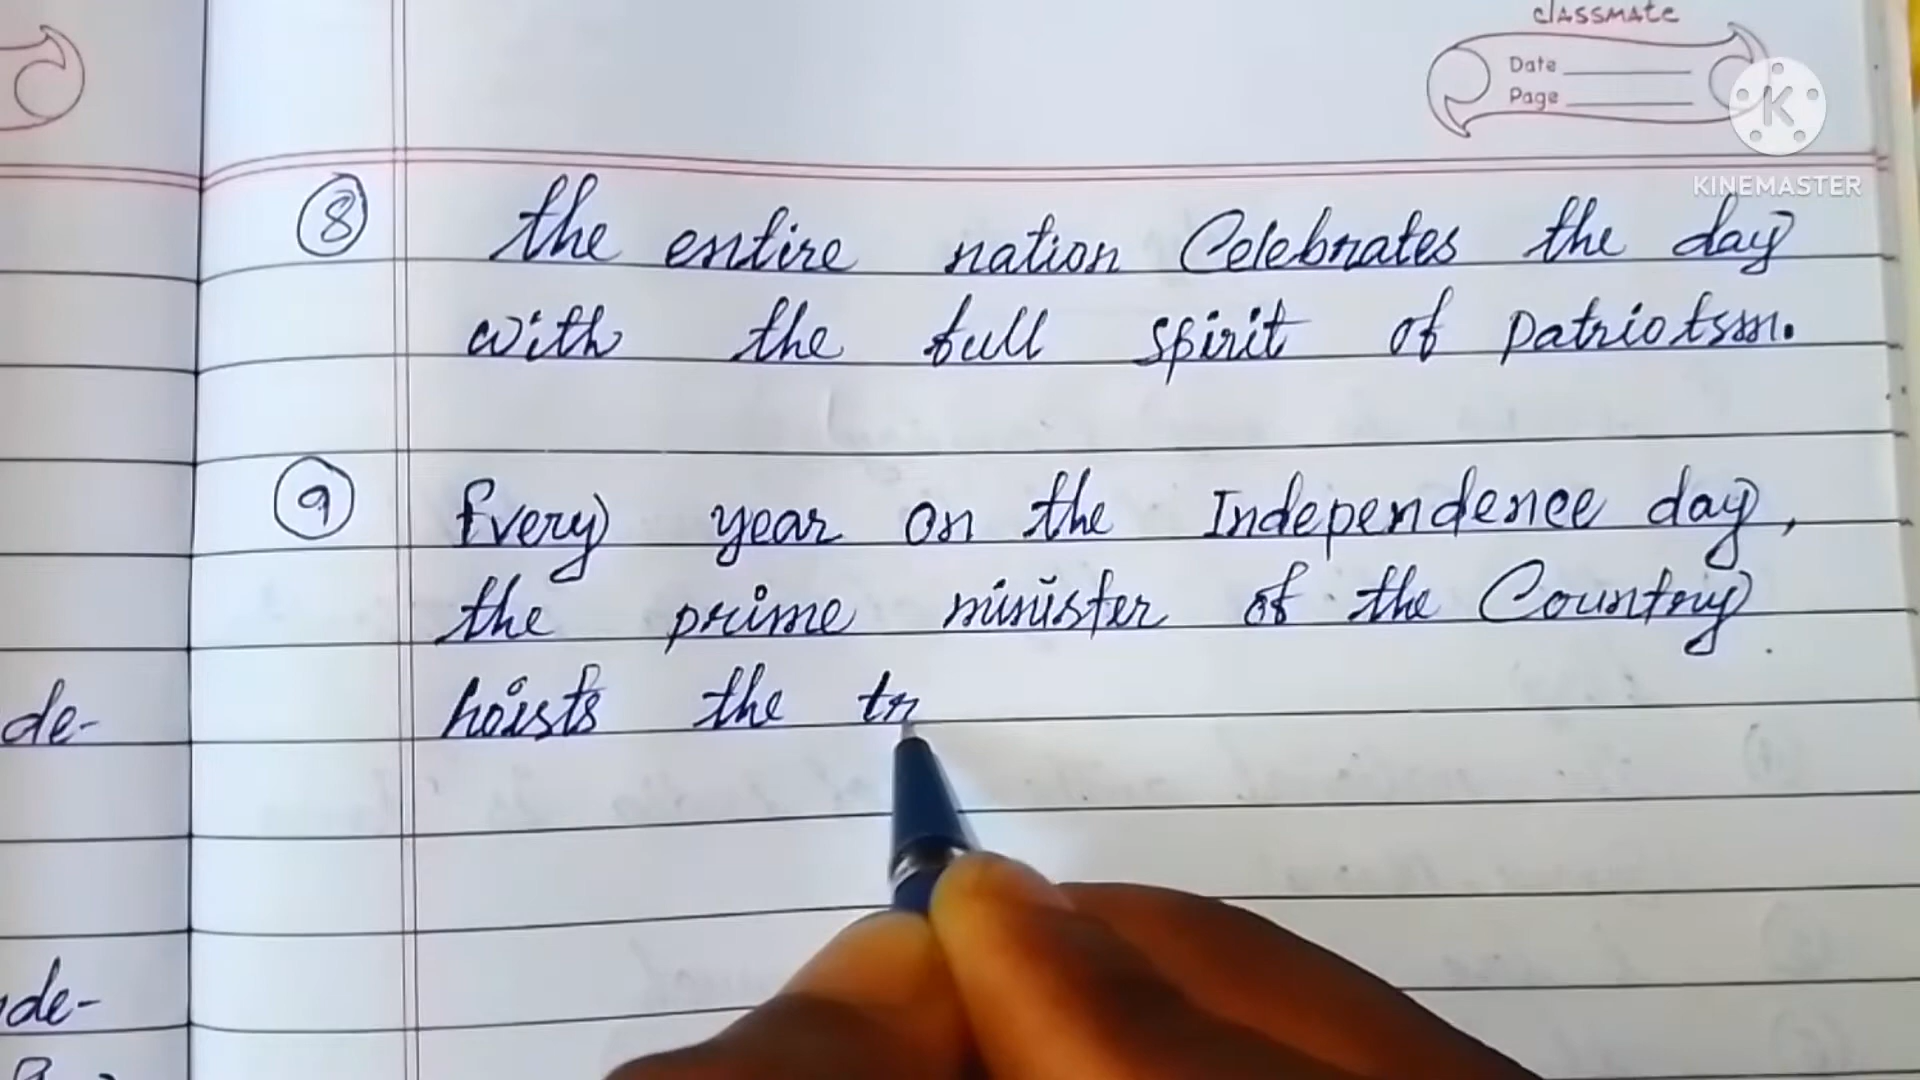 classmate
Date
Page
KINEMASTER
8 the entire nation Celebrates the day
with the full spirit of Patriotsm.
9 Every year on the Independence day,
the prime minister of the Country
hoists the tr
de-
de-